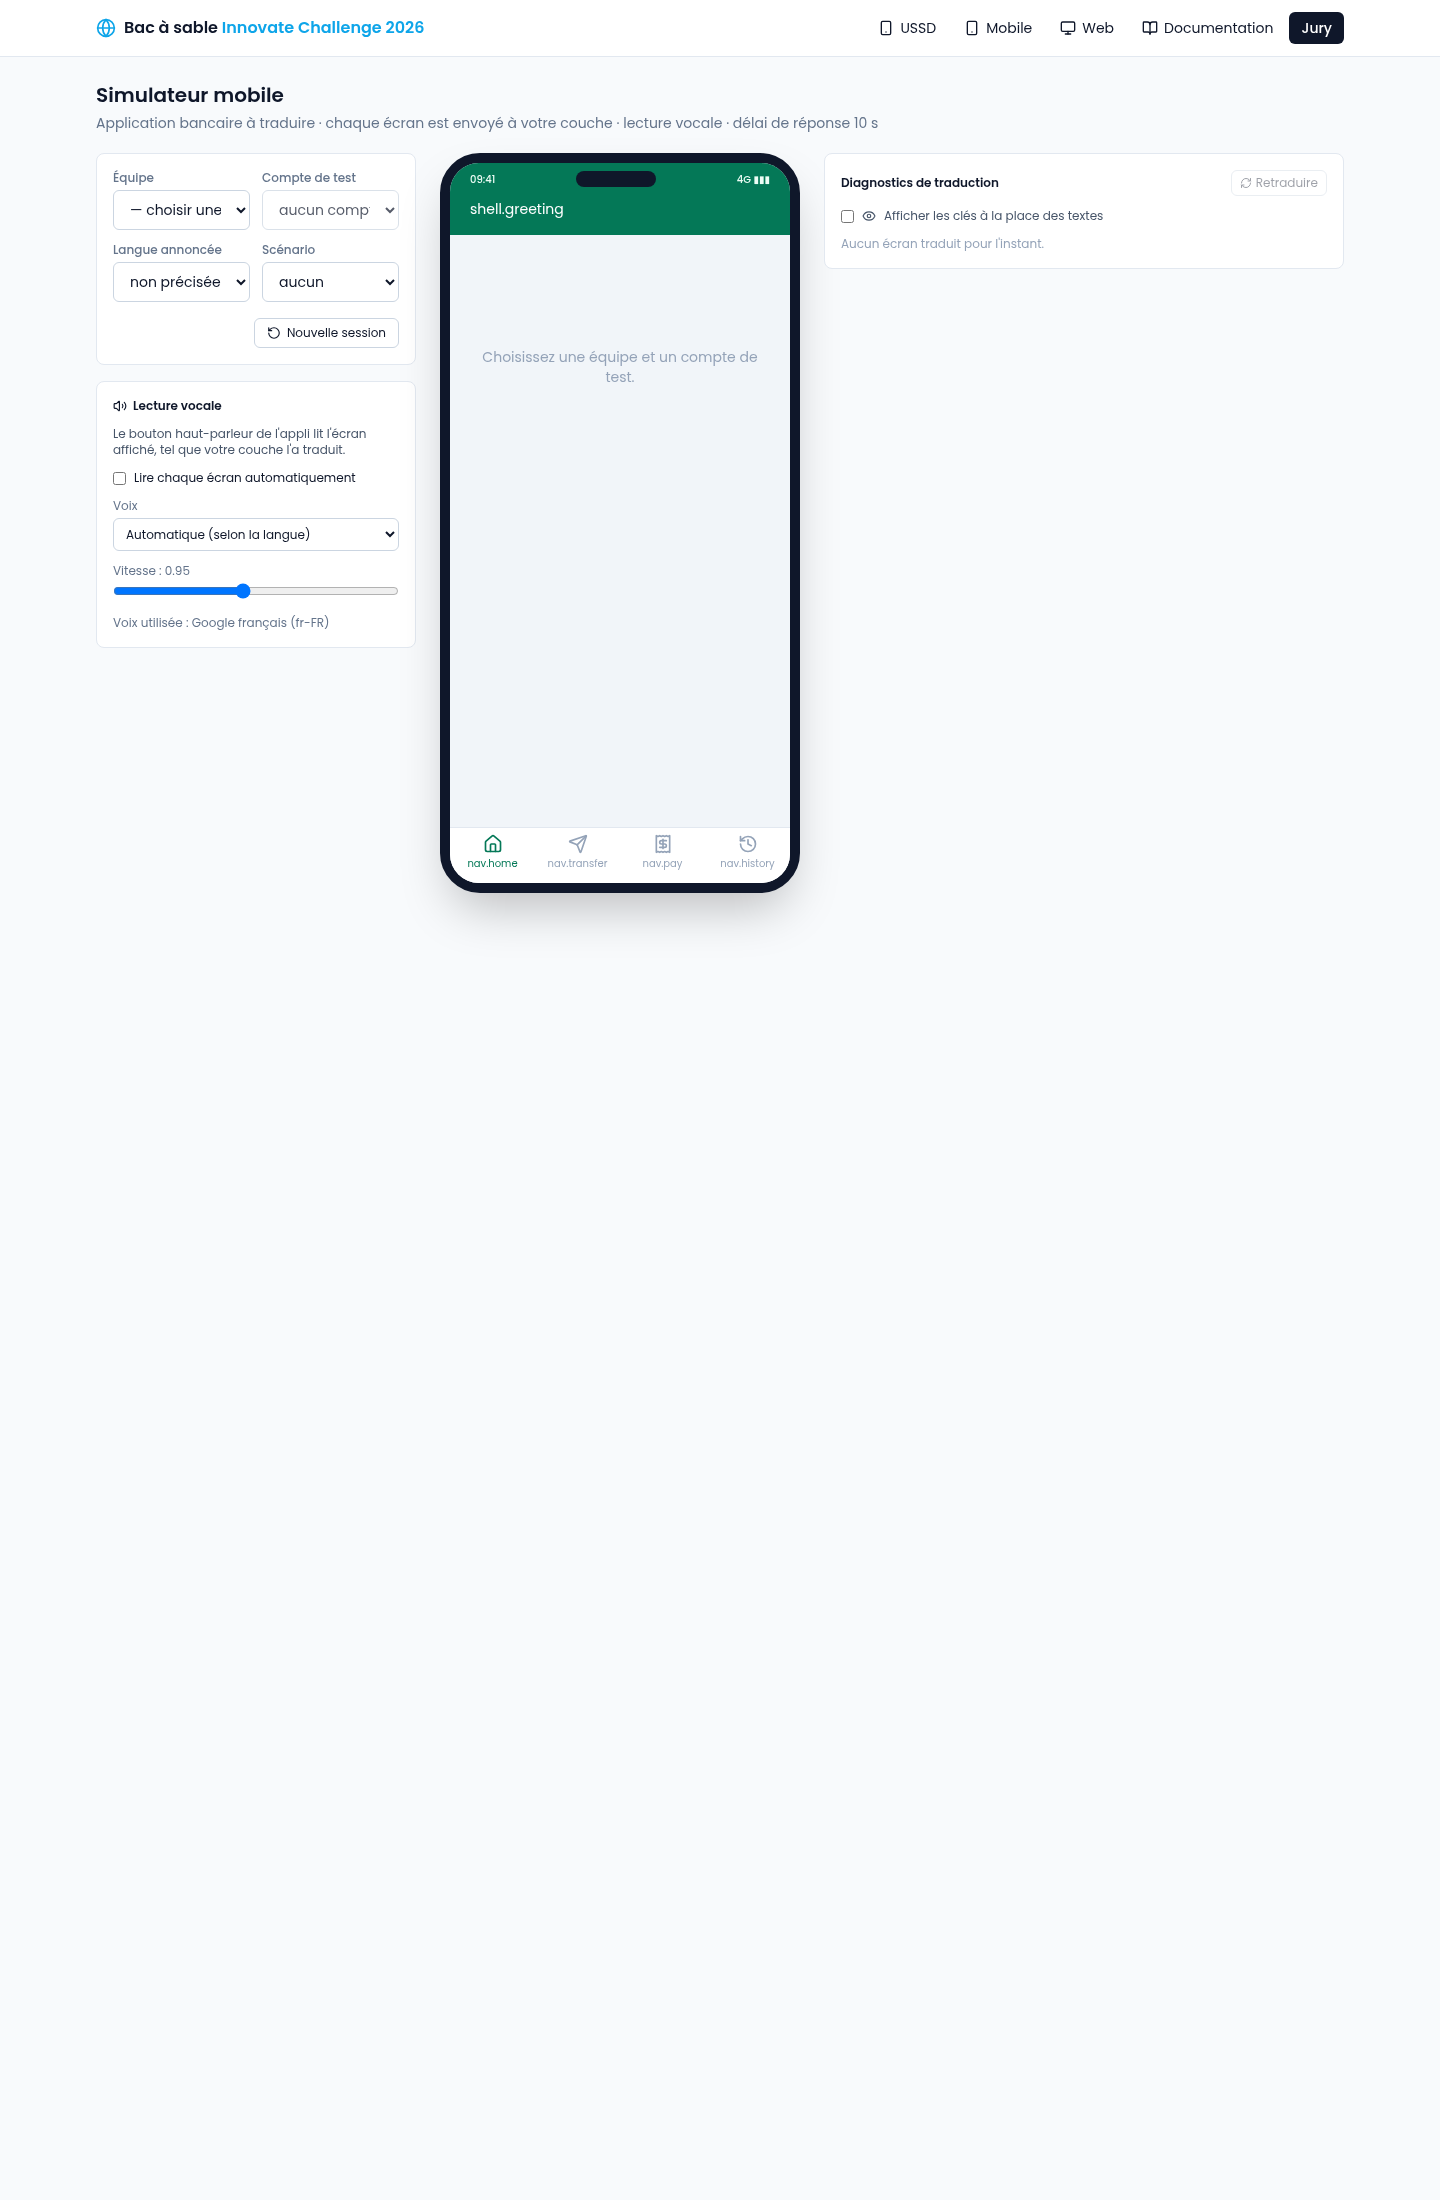 Bac à sable Innovate Challenge 2026
USSD
Mobile
Web
Documentation
Jury
Simulateur mobile
Application bancaire à traduire · chaque écran est envoyé à votre couche · lecture vocale · délai de réponse 10 s
Équipe
Compte de test
— choisir une
aucun comp
Langue annoncée
Scénario
non précisée
aucun
Nouvelle session
Lecture vocale
Le bouton haut-parleur de l'appli lit l'écran
affiché, tel que votre couche l'a traduit.
Lire chaque écran automatiquement
Voix
Automatique (selon la langue)
Vitesse : 0.95
Voix utilisée : Google français (fr-FR)
09:41
4G
shell.greeting
Choisissez une équipe et un compte de
test.
nav.home
nav.transfer
nav.pay
nav.history
Diagnostics de traduction
Retraduire
Afficher les clés à la place des textes
Aucun écran traduit pour l'instant.